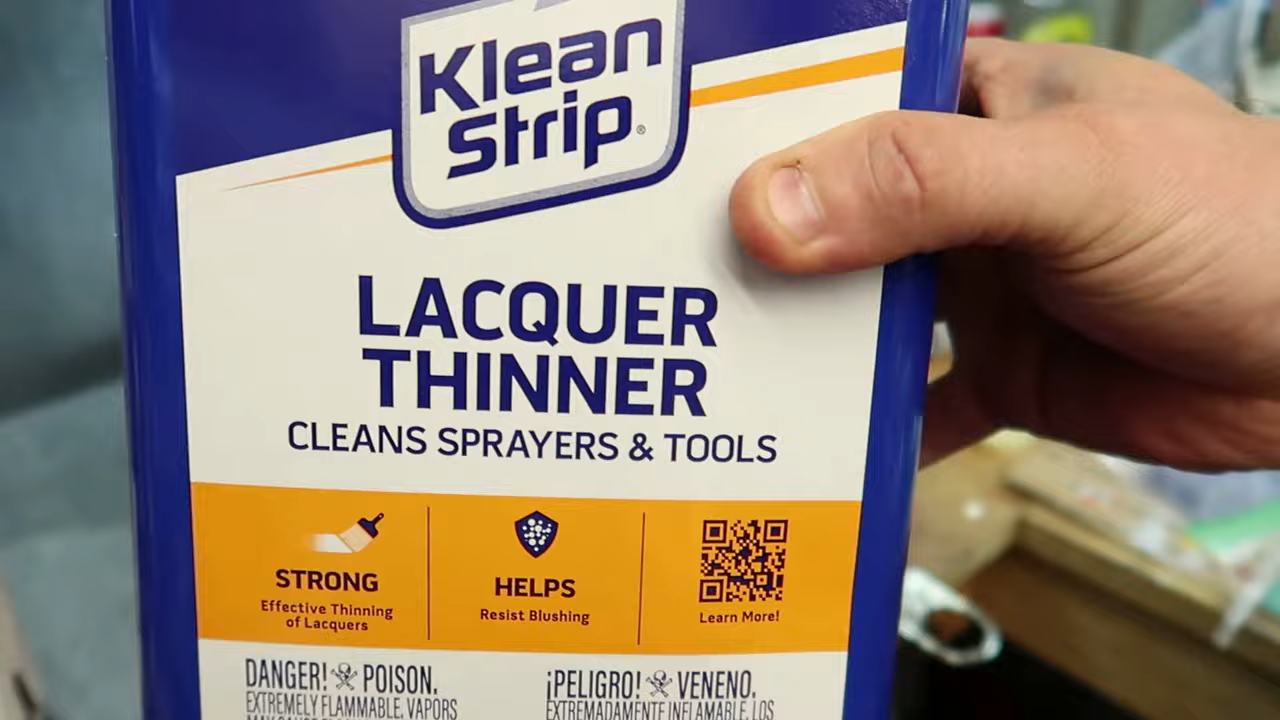 Klean
Strip®
LACQUER
THINNER
CLEANS SPRAYERS & TOOLS
STRONG
Effective Thinning
of Lacquers
HELPS
Resist Blushing
Learn More!
DANGER! POISON.
EXTREMELY FLAMMABLE. VAPORS
¡PELIGRO! VENENO.
EXTREMADAMENTE INFLAMABLE. LOS